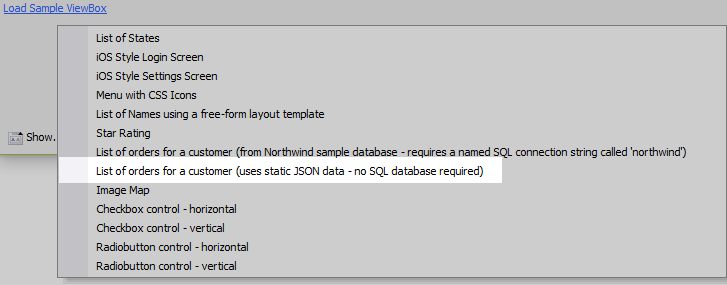 Load Sample ViewBox
List of States
iOS Style Login Screen
iOS Style Settings Screen
Menu with CSS Icons
List of Names using a free-form layout template
Show.
Star Rating
List of orders for a customer (from Northwind sample database - requires a named SQL connection string called 'northwind')
List of orders for a customer (uses static JSON data - no SQL database required)
Image Map
Checkbox control - horizontal
Checkbox control - vertical
Radiobutton control - horizontal
Radiobutton control - vertical